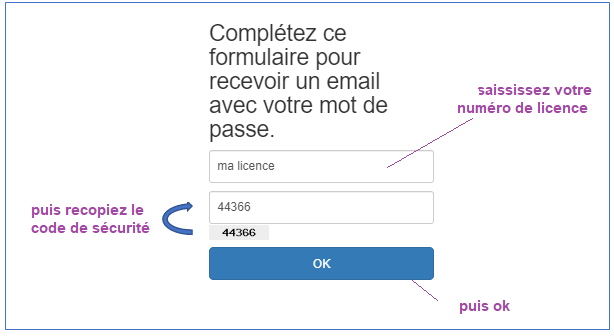 Complétez ce
formulaire pour
recevoir un email
avec votre mot de
passe.
saississez votre
numéro de licence
ma licence
puis recopiez le
code de sécurité
44366
44366
OK
puis ok